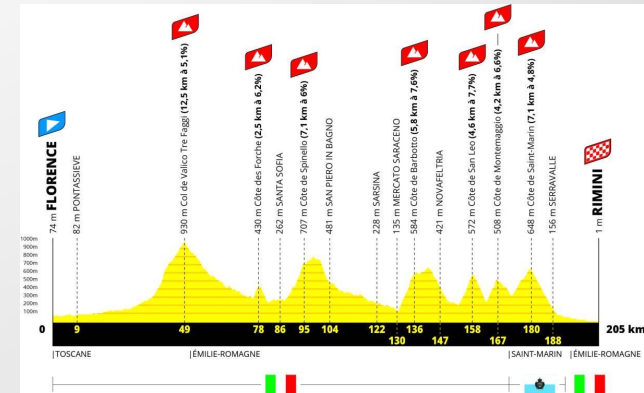 74 m FLORENCE
82 m PONTASSIEVE
930 m Col de Valico Tre Faggi (12,5 km à 5,1%)
430 m Côte des Forche (2,5 km à 6,2%)
262 m SANTA SOFIA
707 m Côte de Spinello (7,1 km à 6%)
481 m SAN PIERO IN BAGNO
228 m SARSINA
135 m MERCATO SARACENO
584 m Côte de Barbotto (5,8 km à 7,6%)
421 m NOVAFELTRIA
572 m Côte de San Leo (4,6 km à 7,7%)
508 m Côte de Montemaggio (4,2 km à 6,6%)
648 m Côte de Saint-Marin (7,1 km à 4,8%)
156 m SERRAVALLE
1 m RIMINI
1000m
900m
800m
700m
600m
500m
400m
300m
200m
100m
0 9 49 78 86 95 104 122 130 136 147 158 167 180 188 205 km
|TOSCANE |ÉMILIE-ROMAGNE |SAINT-MARIN |ÉMILIE-ROMAGNE